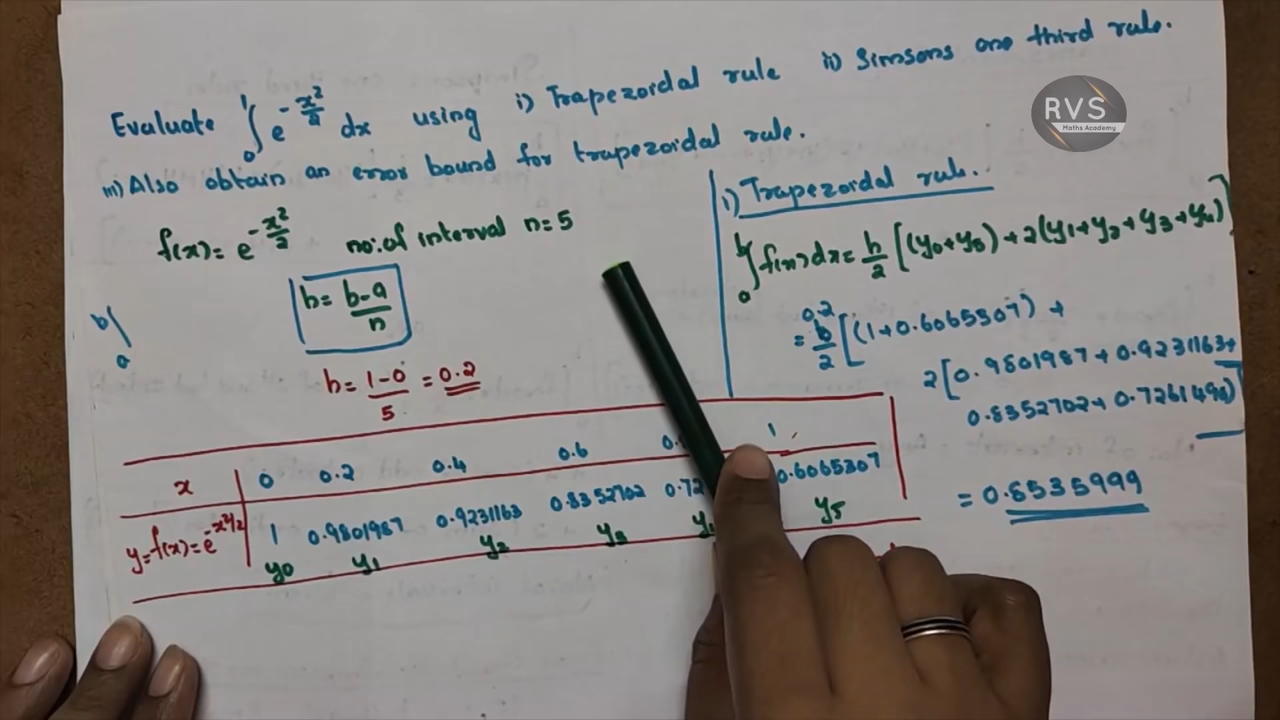 Evaluate ∫₀¹ e^(-x²/2) dx using i) Trapezoidal rule ii) Simsons one third rule.
iii) Also obtain an error bound for trapezoidal rule.
RVS
Maths Academy
f(x) = e^(-x²/2) no. of interval n=5
h = (b-a)/n
b)
a
h = (1-0)/5 = 0.2
i) Trapezoidal rule.
∫ₐᵇ f(x) dx = h/2 [(y0+y5) + 2(y1+y2+y3+y4)]
0.2
= h/2 [(1+0.6065307) +
2[0.9801987 + 0.9231163 +
0.8352702 + 0.7261490)]
= 0.8535999
x 0 0.2 0.4 0.6 1
y=f(x)=e^(-x²/2) 1 0.9801987 0.9231163 0.8352702 0.6065307
y0 y1 y2 y3 y5